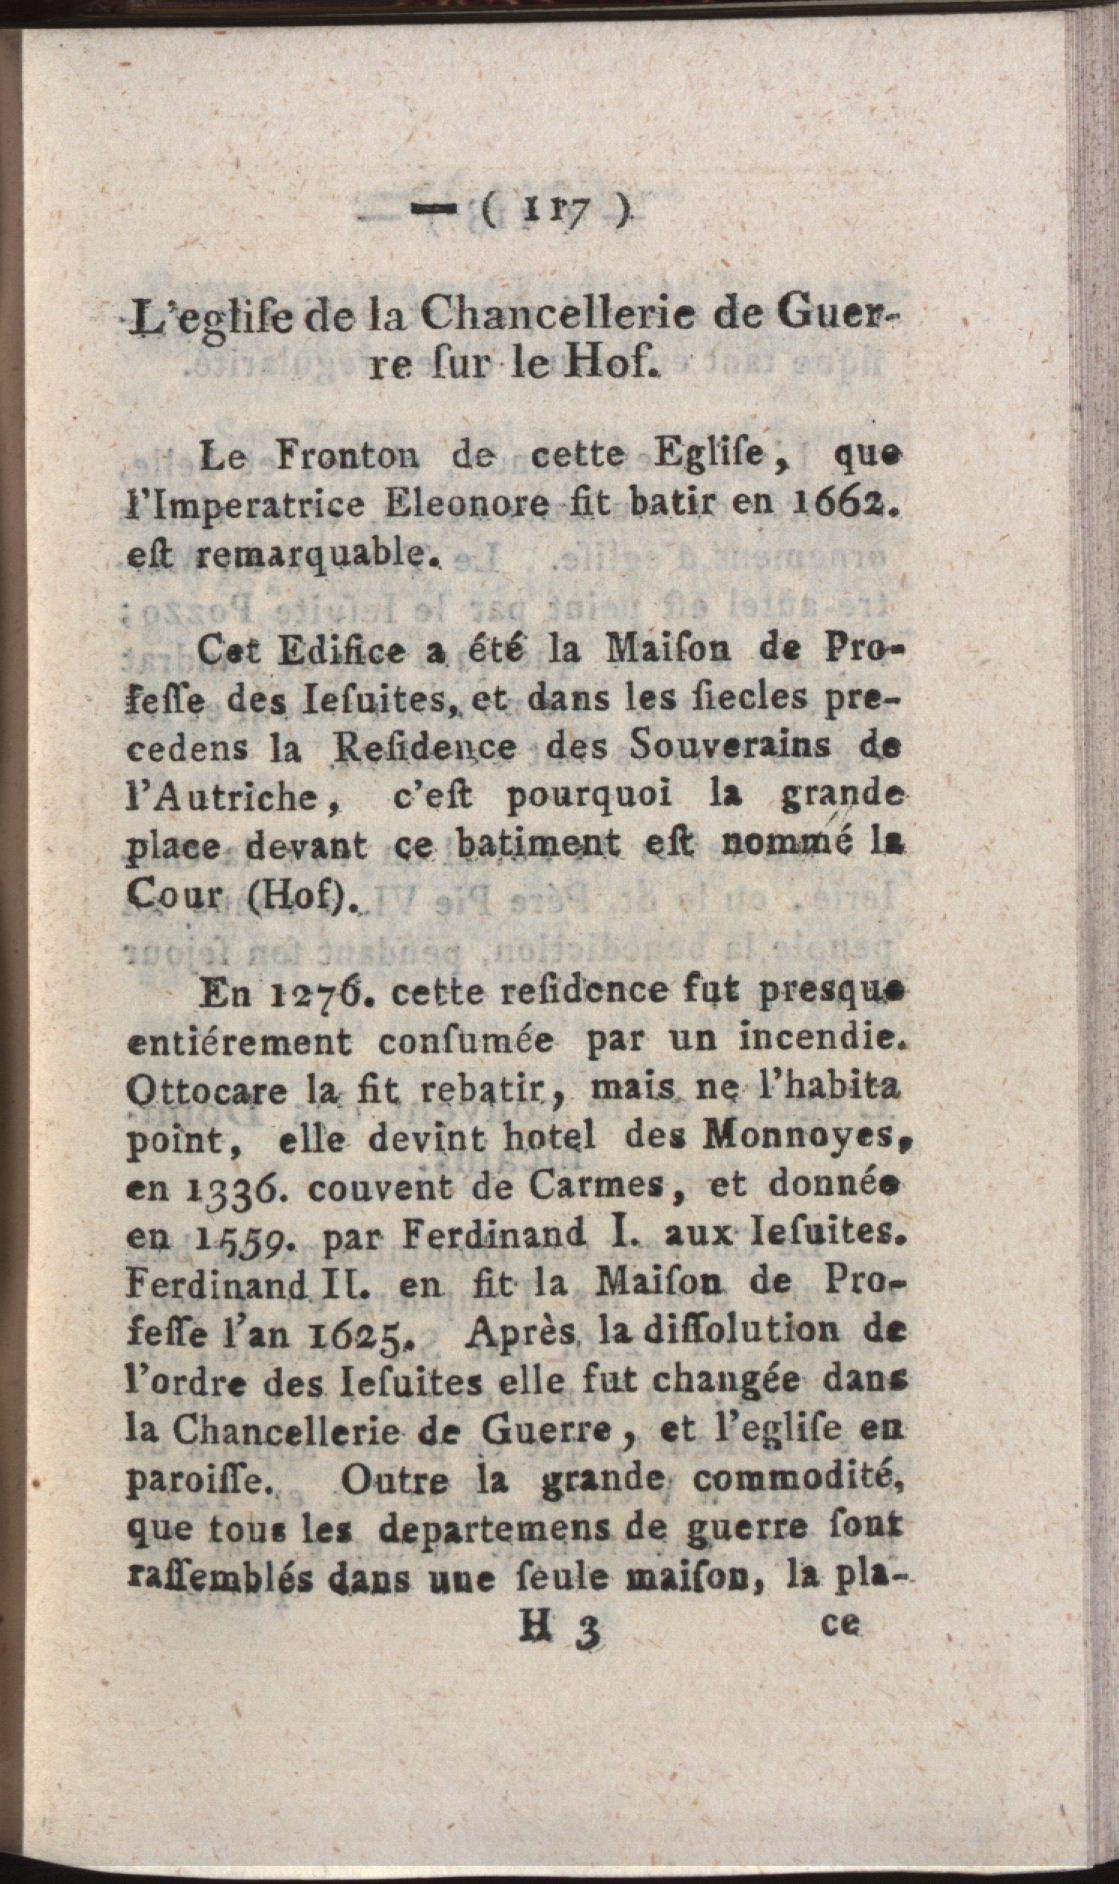 — ( 117 )
L'egliſe de la Chancellerie de Guer-
re ſur le Hof.
Le Fronton de cette Egliſe, que
l'Imperatrice Eleonore fit batir en 1662.
eſt remarquable.
Cet Edifice a été la Maiſon de Pro-
feſſe des Ieſuites, et dans les ſiecles pre-
cedens la Reſidence des Souverains de
l'Autriche, c'eſt pourquoi la grande
place devant ce batiment eſt nommé la
Cour (Hof).
En 1276. cette reſidence fut presque
entiérement conſumée par un incendie.
Ottocare la fit rebatir, mais ne l'habita
point, elle devint hotel des Monnoyes,
en 1336. couvent de Carmes, et donnée
en 1559. par Ferdinand I. aux Ieſuites.
Ferdinand II. en fit la Maiſon de Pro-
feſſe l'an 1625. Après la diſſolution de
l'ordre des Ieſuites elle fut changée dans
la Chancellerie de Guerre, et l'egliſe en
paroiſſe. Outre la grande commodité,
que tous les departemens de guerre ſont
raſſemblés dans une ſeule maiſon, la pla-
H 3 ce